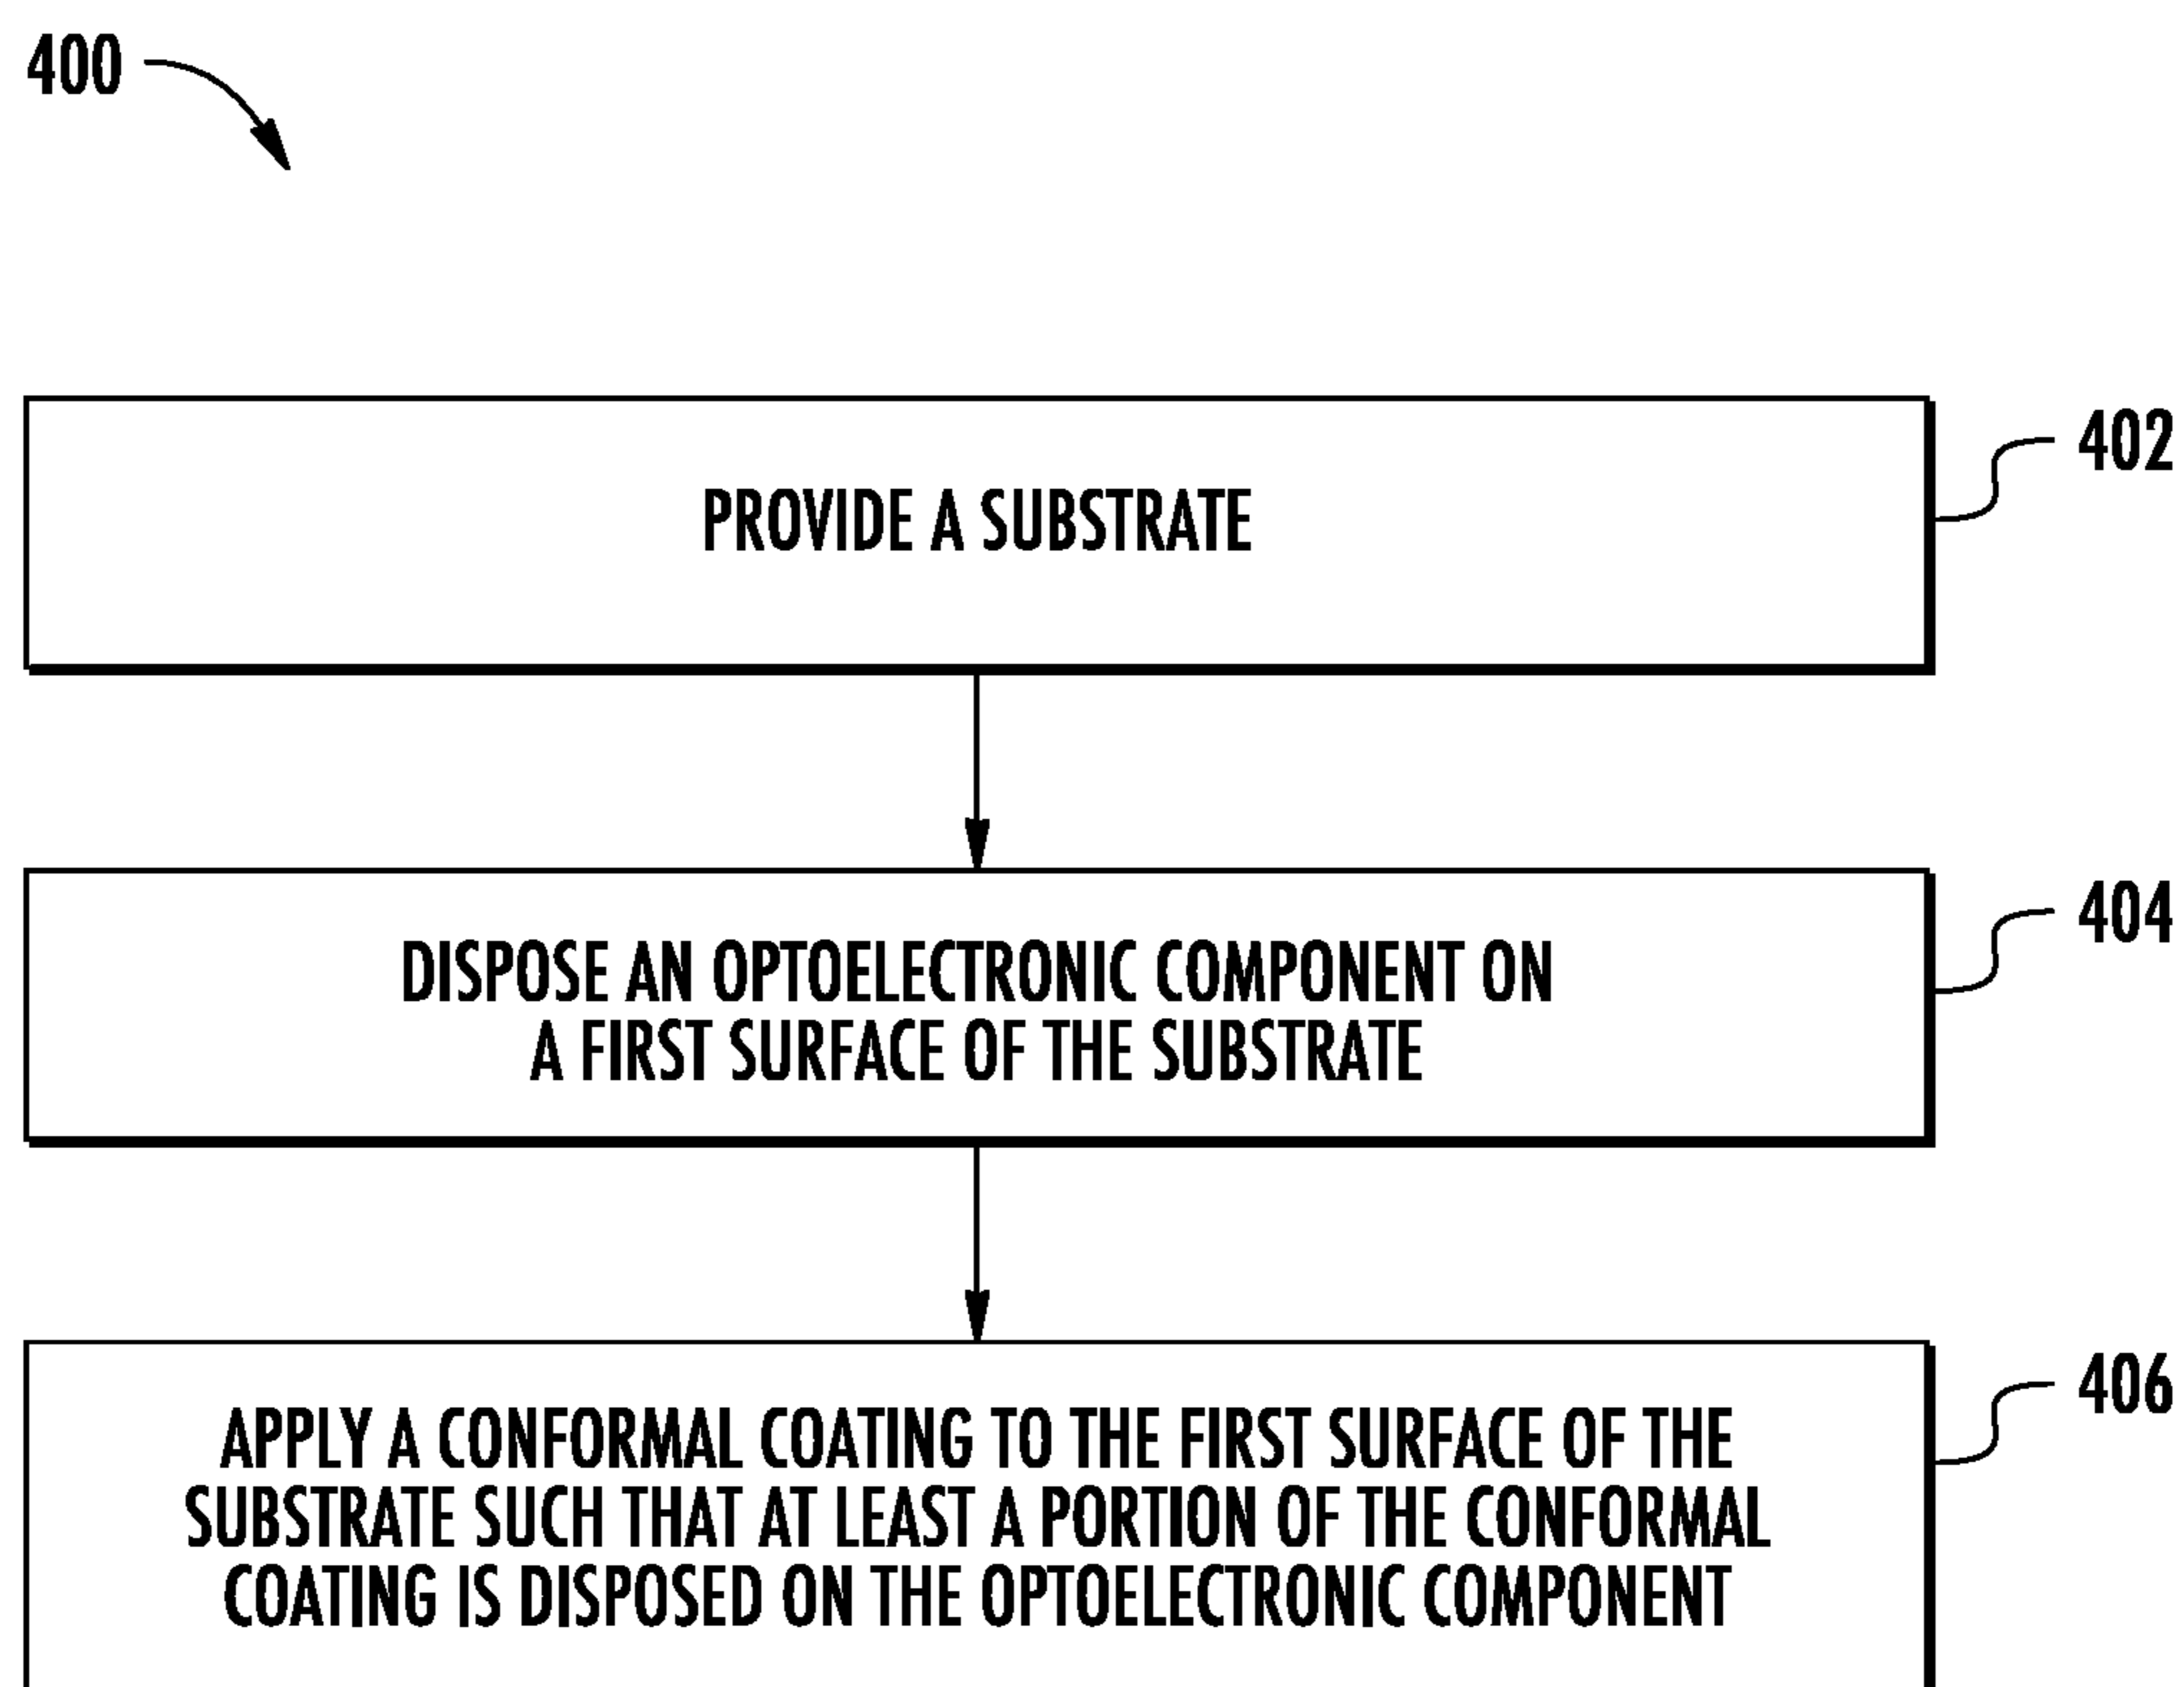 400
402
PROVIDE A SUBSTRATE
404
DISPOSE AN OPTOELECTRONIC COMPONENT ON
A FIRST SURFACE OF THE SUBSTRATE
406
APPLY A CONFORMAL COATING TO THE FIRST SURFACE OF THE
SUBSTRATE SUCH THAT AT LEAST A PORTION OF THE CONFORMAL
COATING IS DISPOSED ON THE OPTOELECTRONIC COMPONENT